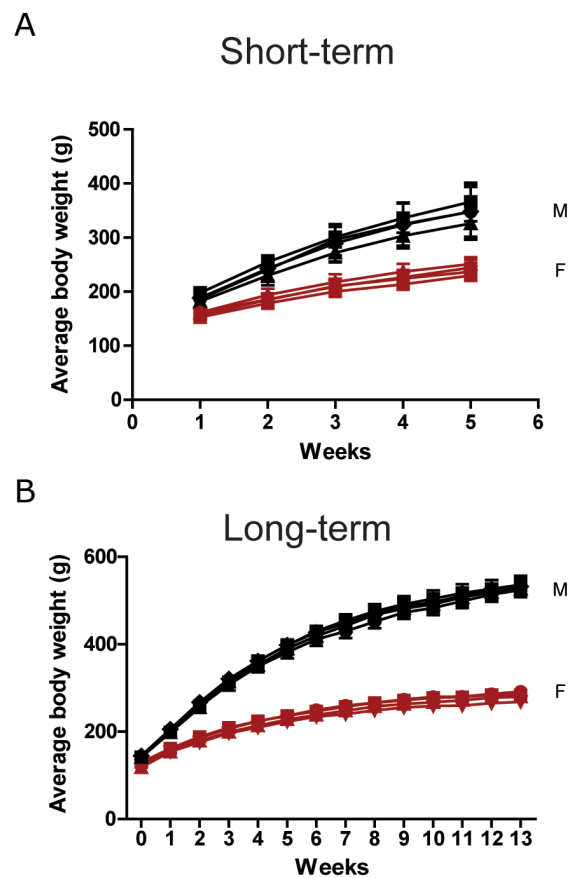 A
Short-term
Average body weight (g)
500
400
300
200
100
0
0 1 2 3 4 5 6
Weeks
M
F
B
Long-term
Average body weight (g)
600
400
200
0
0 1 2 3 4 5 6 7 8 9 10 11 12 13
Weeks
M
F